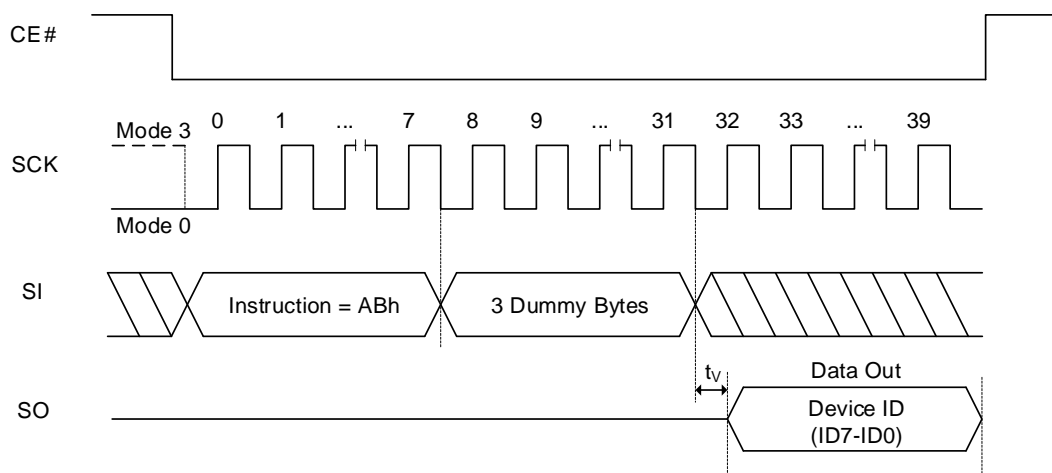 CE#
0 1 ... 7 8 9 ... 31 32 33 ... 39
Mode 3
SCK
Mode 0
SI
Instruction = ABh
3 Dummy Bytes
tV
Data Out
SO
Device ID
(ID7-ID0)